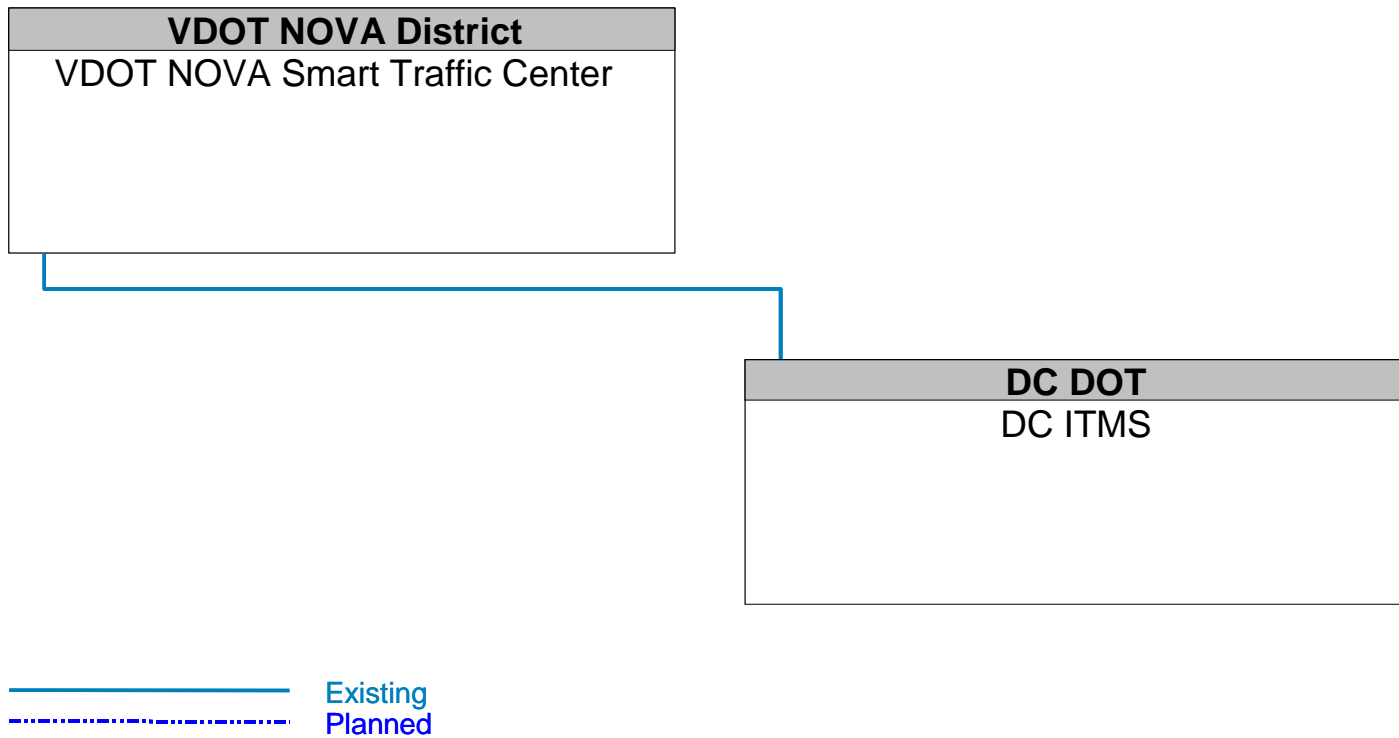 VDOT NOVA District
VDOT NOVA Smart Traffic Center
DC DOT
DC ITMS
Existing
Planned